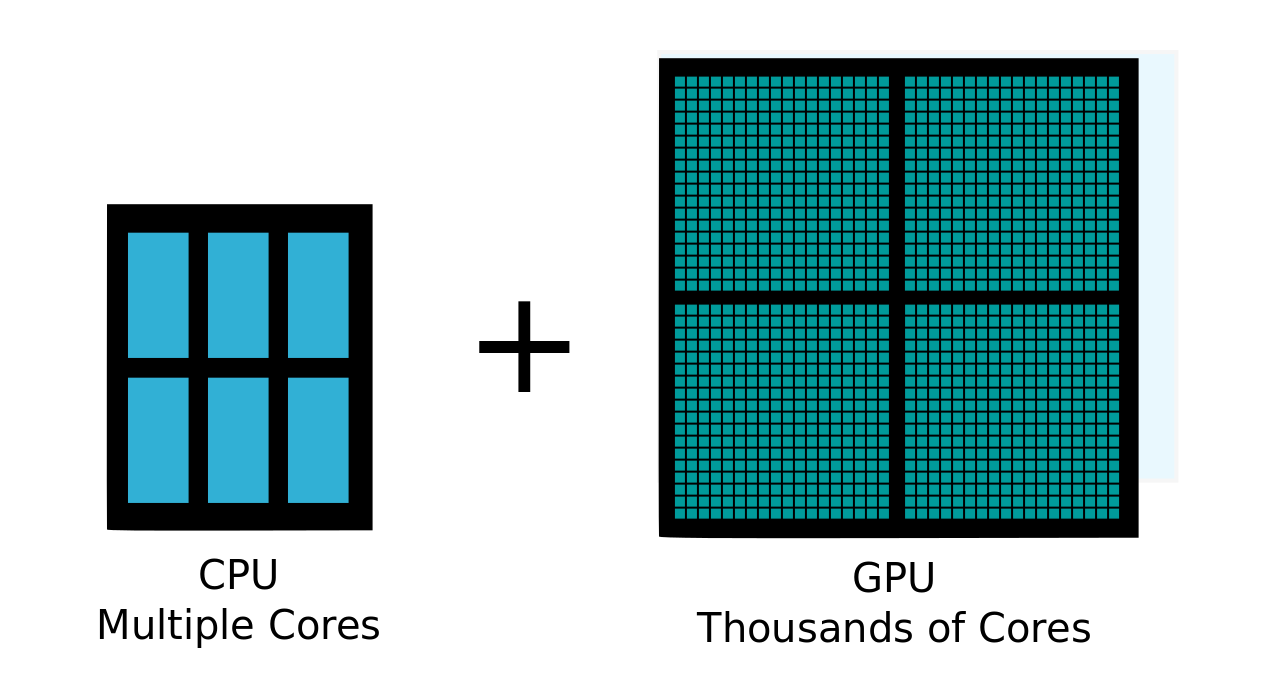 CPU
Multiple Cores
GPU
Thousands of Cores